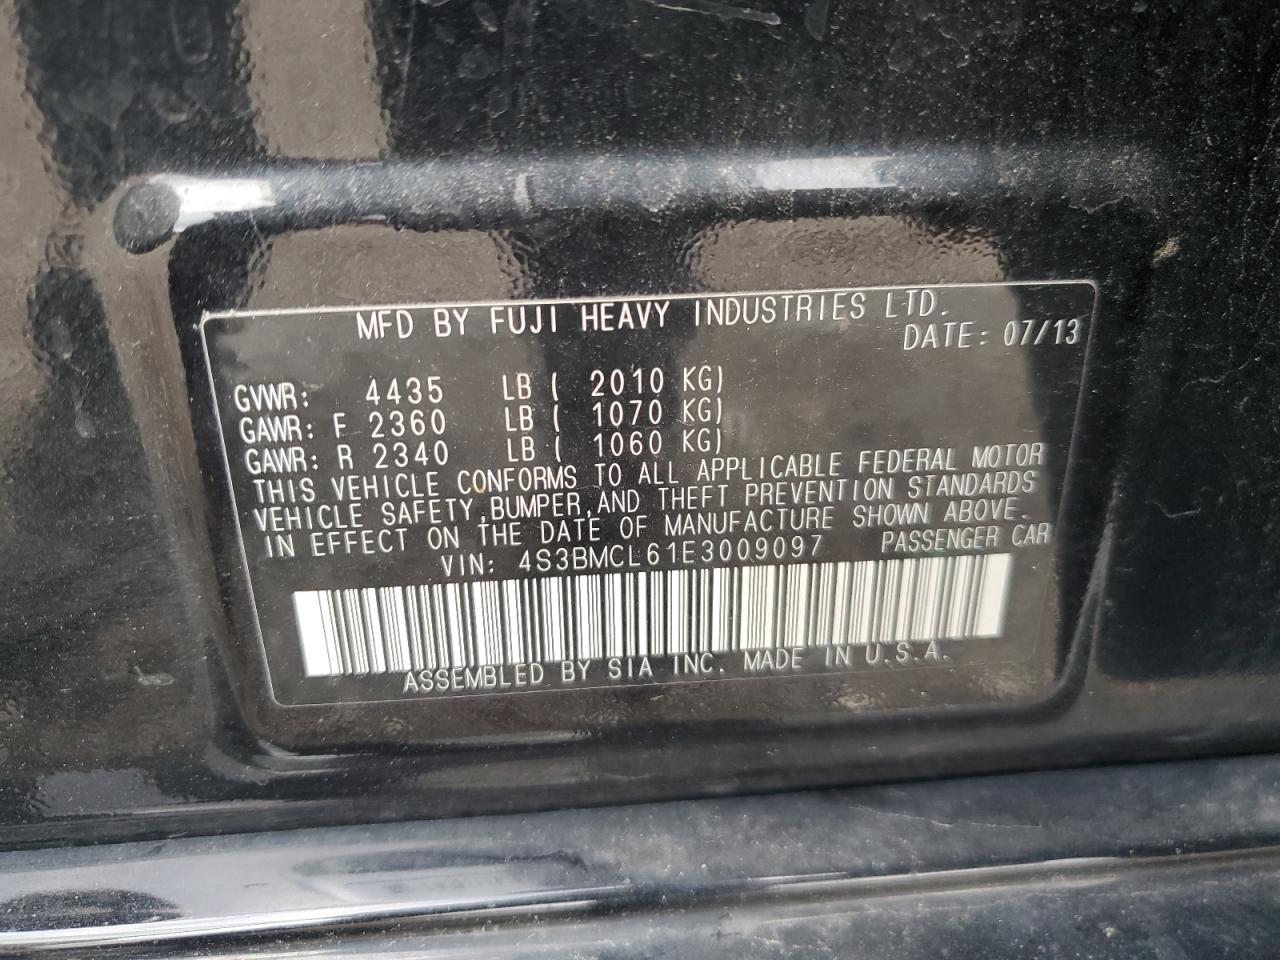 MFD BY FUJI HEAVY INDUSTRIES LTD.
DATE: 07/13
GVWR: 4435 LB ( 2010 KG)
GAWR: F 2360 LB ( 1070 KG)
GAWR: R 2340 LB ( 1060 KG)
THIS VEHICLE CONFORMS TO ALL APPLICABLE FEDERAL MOTOR
VEHICLE SAFETY,BUMPER,AND THEFT PREVENTION STANDARDS
IN EFFECT ON THE DATE OF MANUFACTURE SHOWN ABOVE.
VIN: 4S3BMCL61E3009097 PASSENGER CAR
ASSEMBLED BY SIA INC. MADE IN U.S.A.